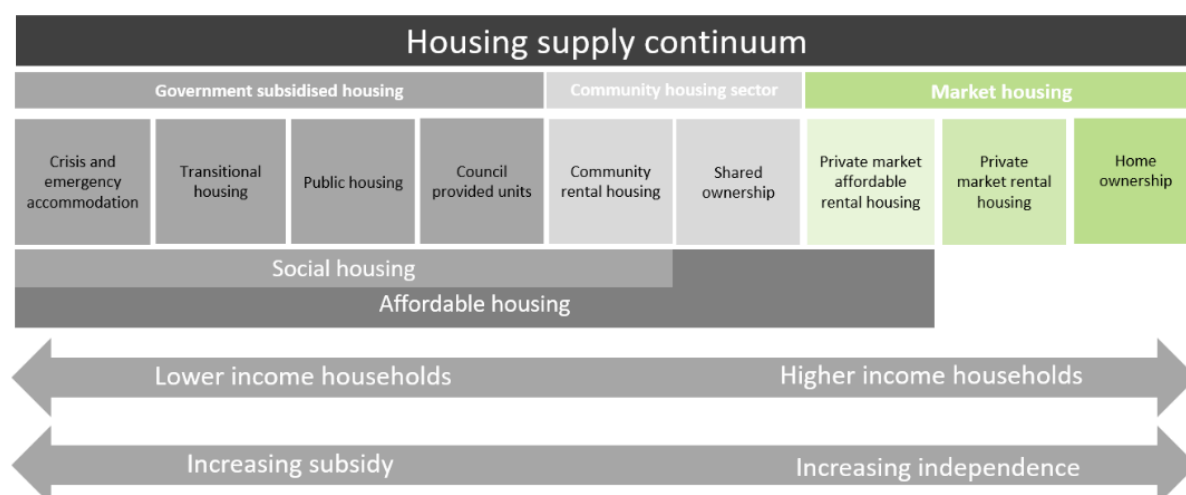 Housing supply continuum
Government subsidised housing
Community housing sector
Market housing
Crisis and
emergency
accommodation
Transitional
housing
Public housing
Council
provided units
Community
rental housing
Shared
ownership
Private market
affordable
rental housing
Private
market rental
housing
Home
ownership
Social housing
Affordable housing
Lower income households
Higher income households
Increasing subsidy
Increasing independence